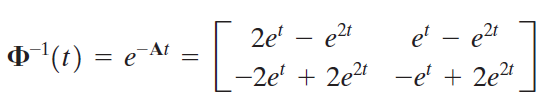 Φ⁻¹(t) = e^{-At} = [ 2e^t − e^{2t}    e^t − e^{2t} ]
[ −2e^t + 2e^{2t}    −e^t + 2e^{2t} ]